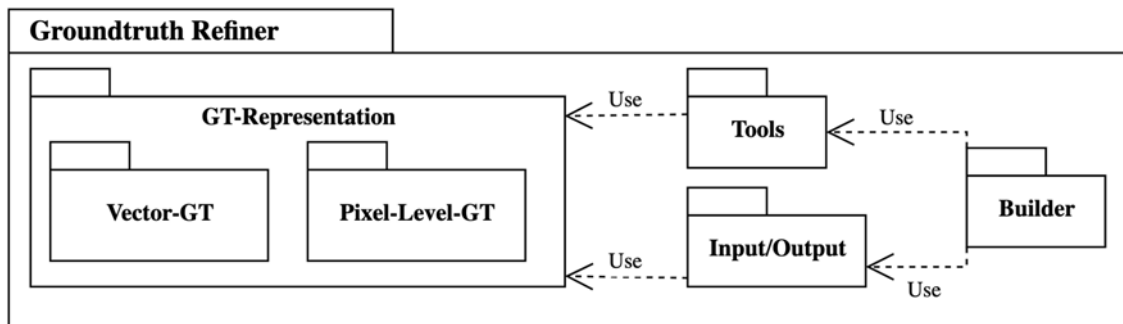 Groundtruth Refiner
GT-Representation
Vector-GT
Pixel-Level-GT
Use
Tools
Use
Builder
Input/Output
Use
Use